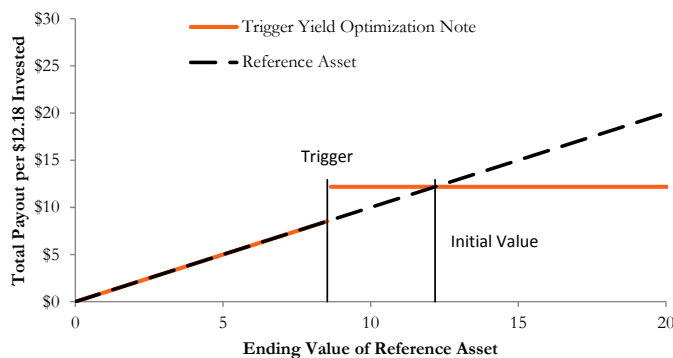 $30
$25
$20
$15
$10
$5
$0
Total Payout per $12.18 Invested
Trigger Yield Optimization Note
Reference Asset
Trigger
Initial Value
0
5
10
15
20
Ending Value of Reference Asset